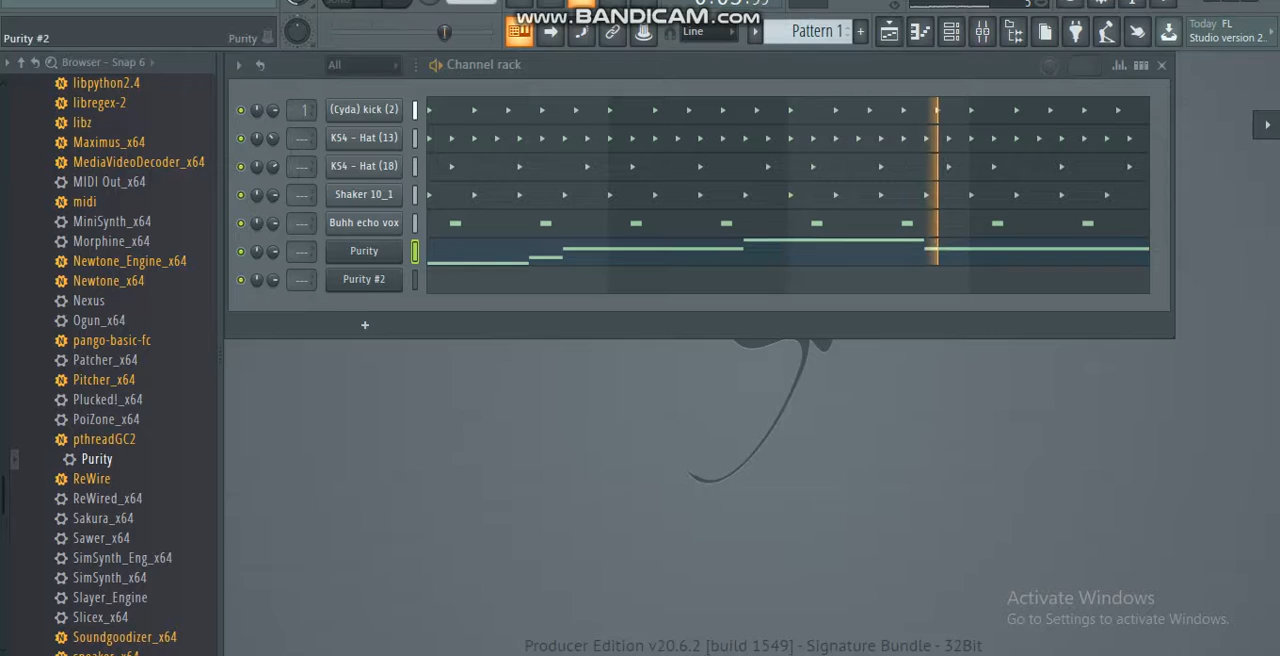 www.BANDICAM.com
Purity #2
Purity
Line
Pattern 1
Today FL
Studio version 2..
Browser - Snap 6
All
Channel rack
libpython2.4
libregex-2
libz
Maximus_x64
MediaVideoDecoder_x64
MIDI Out_x64
midi
MiniSynth_x64
Morphine_x64
Newtone_Engine_x64
Newtone_x64
Nexus
Ogun_x64
pango-basic-fc
Patcher_x64
Pitcher_x64
Plucked!_x64
PoiZone_x64
pthreadGC2
Purity
ReWire
ReWired_x64
Sakura_x64
Sawer_x64
SimSynth_Eng_x64
SimSynth_x64
Slayer_Engine
Slicex_x64
Soundgoodizer_x64
1
(Cyda) kick (2)
--- KS4 - Hat (13)
--- KS4 - Hat (18)
--- Shaker 10_1
--- Buhh echo vox
--- Purity
--- Purity #2
+
Activate Windows
Go to Settings to activate Windows.
Producer Edition v20.6.2 [build 1549] - Signature Bundle - 32Bit